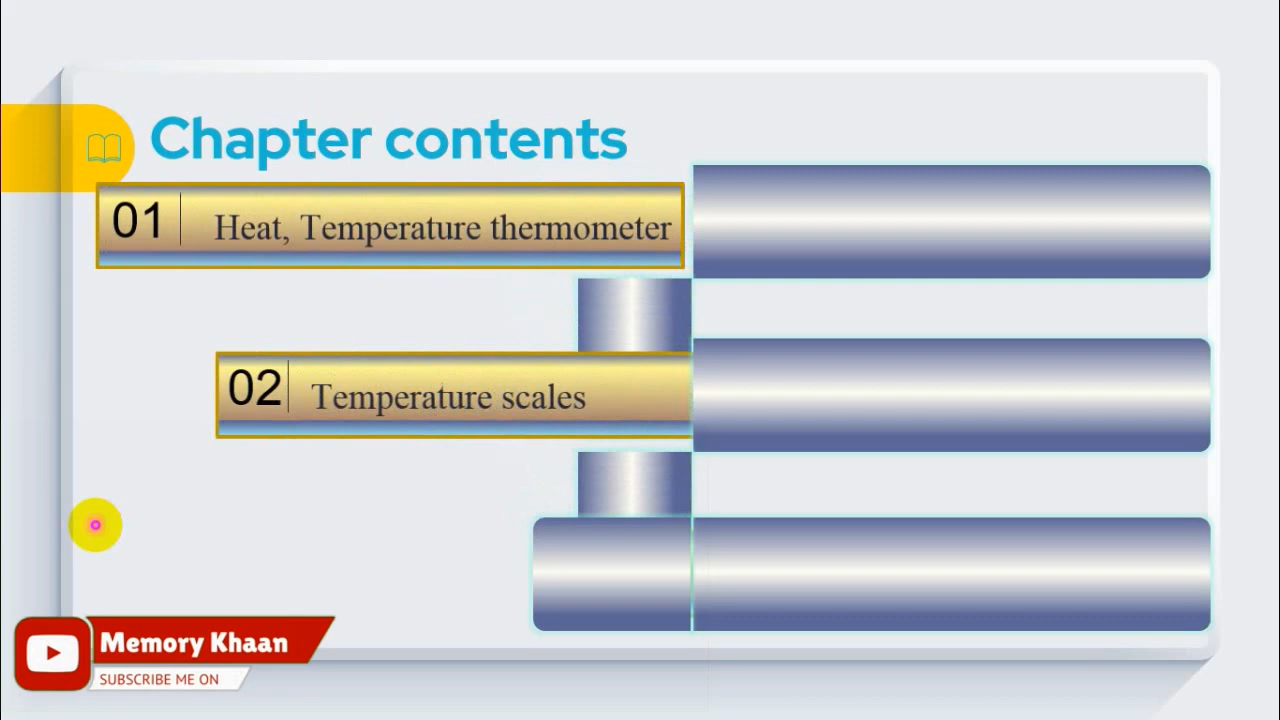 Chapter contents
01 Heat, Temperature thermometer
02 Temperature scales
Memory Khaan
SUBSCRIBE ME ON